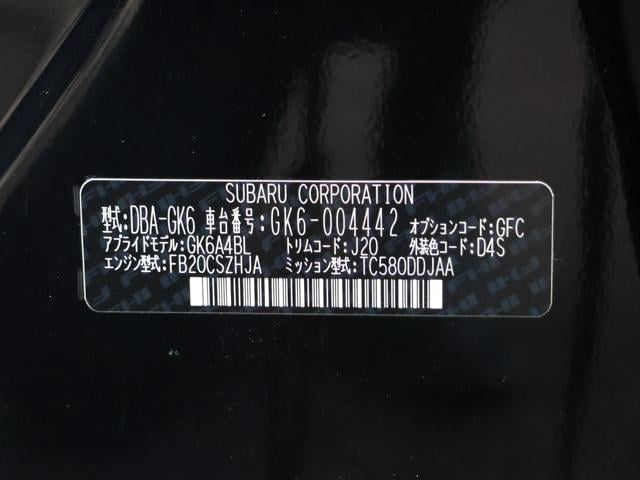 SUBARU CORPORATION
型式:DBA-GK6 車台番号:GK6-004442 オプションコード:GFC
アプライドモデル:GK6A4BL トリムコード:J20 外装色コード:D4S
エンジン型式:FB20CSZHJA ミッション型式:TC580DDJAA